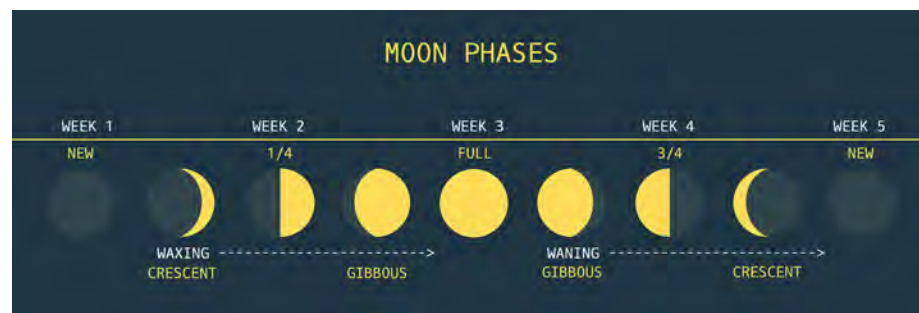 MOON PHASES
WEEK 1 WEEK 2 WEEK 3 WEEK 4 WEEK 5
NEW 1/4 FULL 3/4 NEW
WAXING -----------------------> WANING ----------------------->
CRESCENT GIBBOUS GIBBOUS CRESCENT